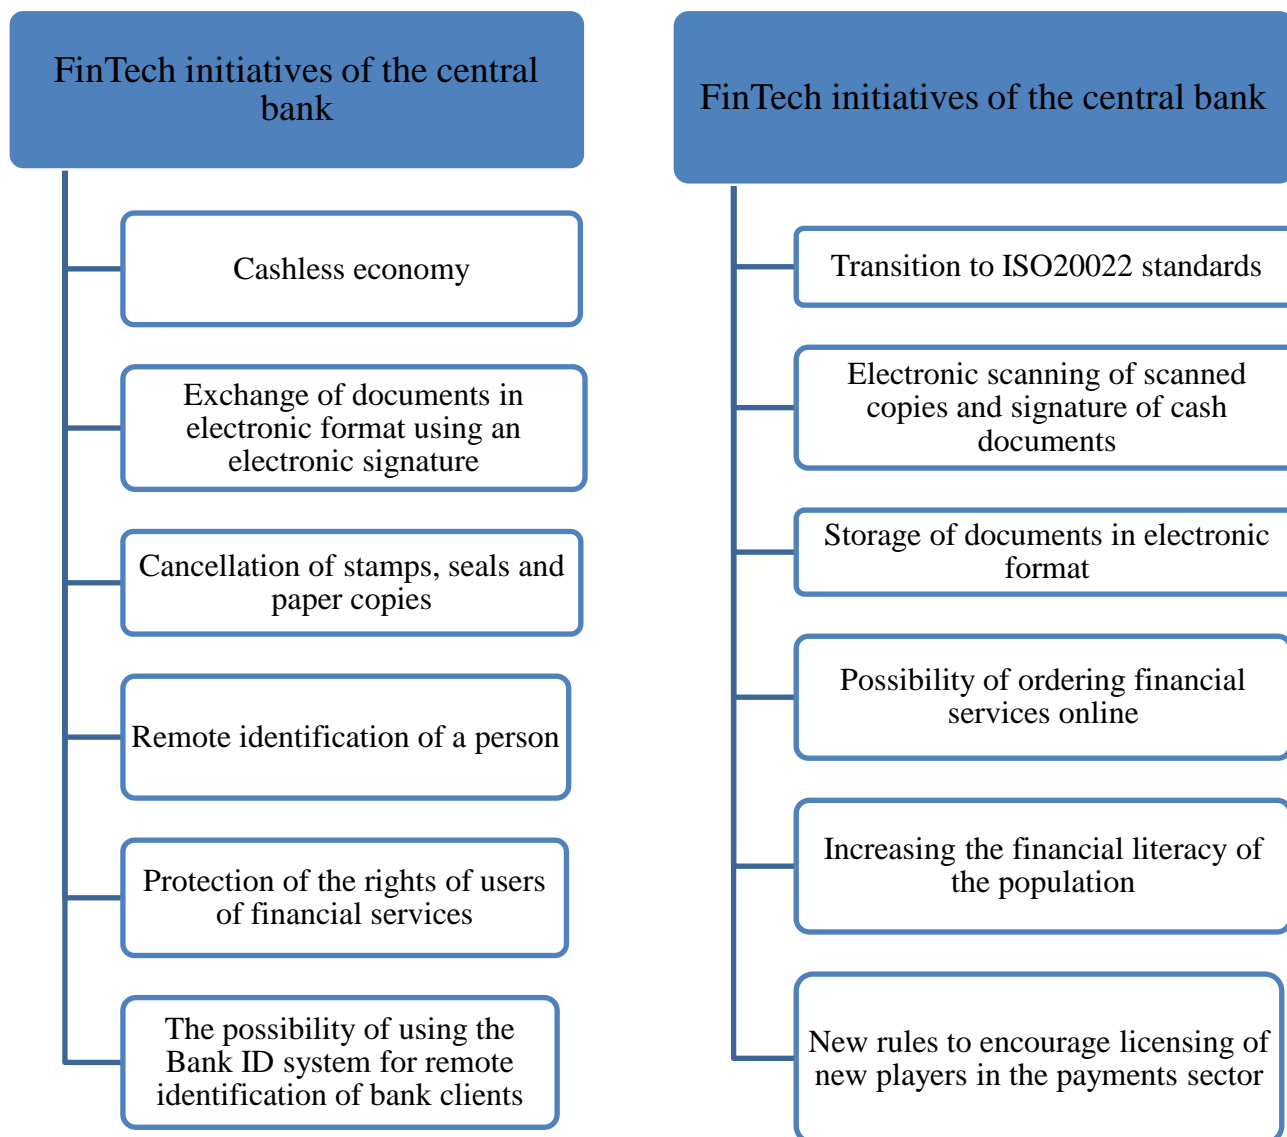 FinTech initiatives of the central
bank
Cashless economy
Exchange of documents in
electronic format using an
electronic signature
Cancellation of stamps, seals and
paper copies
Remote identification of a person
Protection of the rights of users
of financial services
The possibility of using the
Bank ID system for remote
identification of bank clients
FinTech initiatives of the central bank
Transition to ISO20022 standards
Electronic scanning of scanned
copies and signature of cash
documents
Storage of documents in electronic
format
Possibility of ordering financial
services online
Increasing the financial literacy of
the population
New rules to encourage licensing of
new players in the payments sector